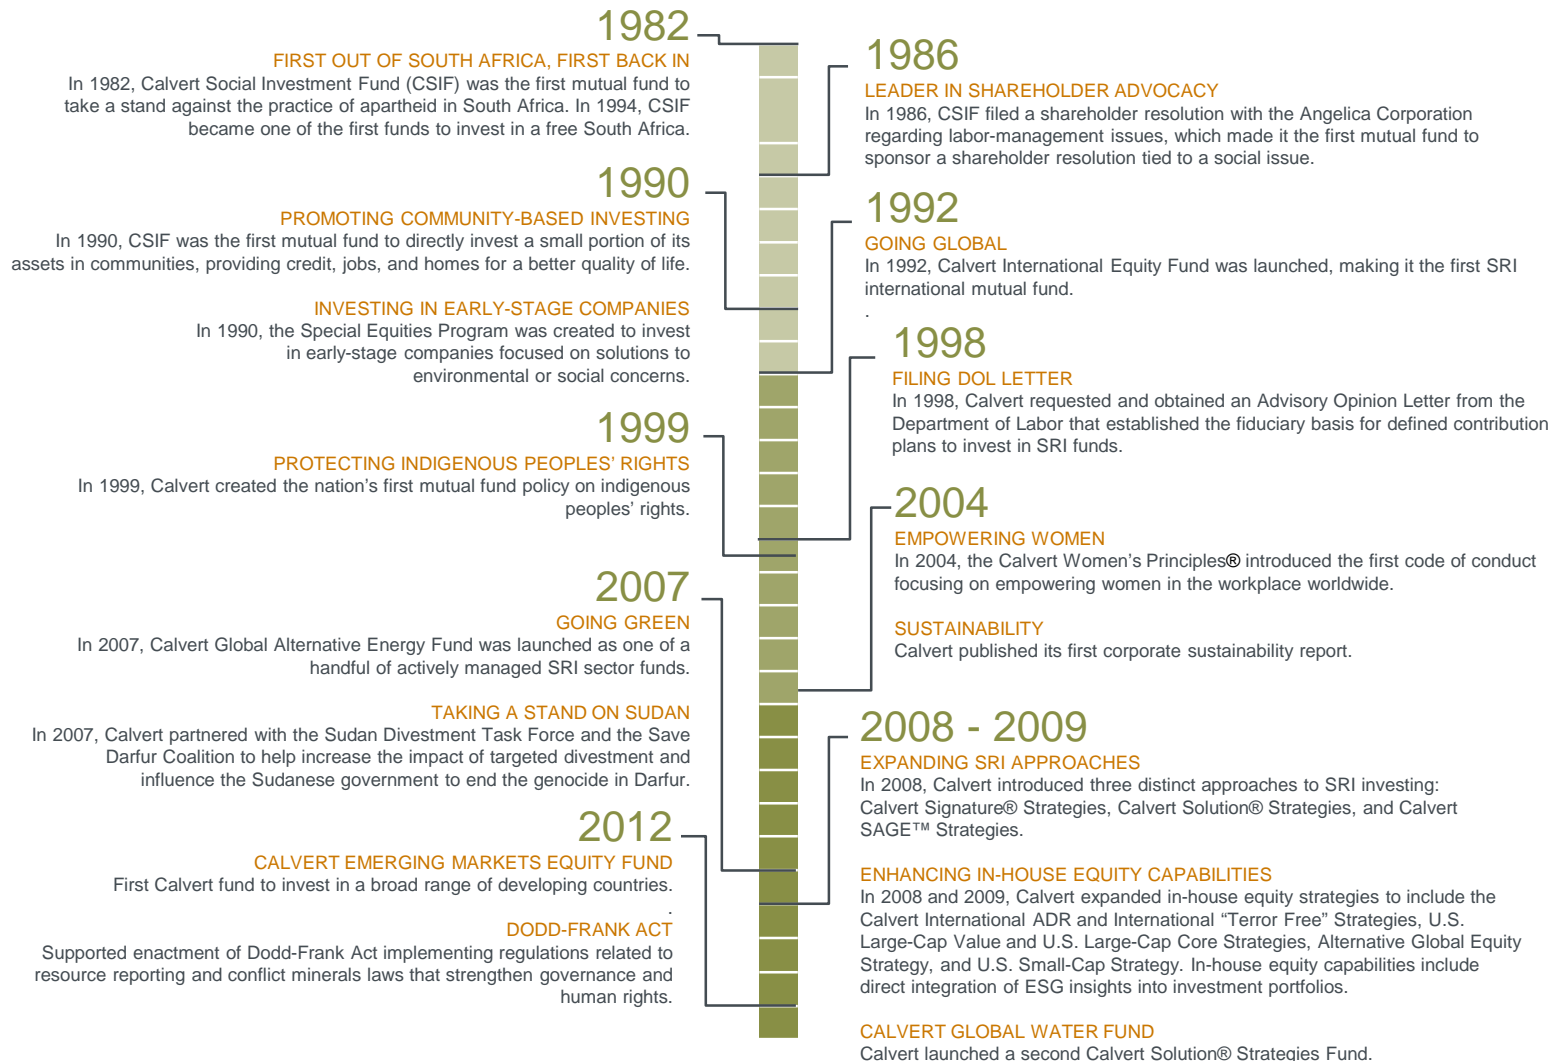 1982
FIRST OUT OF SOUTH AFRICA, FIRST BACK IN
In 1982, Calvert Social Investment Fund (CSIF) was the first mutual fund to
take a stand against the practice of apartheid in South Africa. In 1994, CSIF
became one of the first funds to invest in a free South Africa.
1986
LEADER IN SHAREHOLDER ADVOCACY
In 1986, CSIF filed a shareholder resolution with the Angelica Corporation
regarding labor-management issues, which made it the first mutual fund to
sponsor a shareholder resolution tied to a social issue.
1990
PROMOTING COMMUNITY-BASED INVESTING
In 1990, CSIF was the first mutual fund to directly invest a small portion of its
assets in communities, providing credit, jobs, and homes for a better quality of life.
INVESTING IN EARLY-STAGE COMPANIES
In 1990, the Special Equities Program was created to invest
in early-stage companies focused on solutions to
environmental or social concerns.
1992
GOING GLOBAL
In 1992, Calvert International Equity Fund was launched, making it the first SRI
international mutual fund.
.
1998
FILING DOL LETTER
In 1998, Calvert requested and obtained an Advisory Opinion Letter from the
Department of Labor that established the fiduciary basis for defined contribution
plans to invest in SRI funds.
1999
PROTECTING INDIGENOUS PEOPLES’ RIGHTS
In 1999, Calvert created the nation’s first mutual fund policy on indigenous
peoples’ rights.
2004
EMPOWERING WOMEN
In 2004, the Calvert Women’s Principles® introduced the first code of conduct
focusing on empowering women in the workplace worldwide.
SUSTAINABILITY
Calvert published its first corporate sustainability report.
2007
GOING GREEN
In 2007, Calvert Global Alternative Energy Fund was launched as one of a
handful of actively managed SRI sector funds.
TAKING A STAND ON SUDAN
In 2007, Calvert partnered with the Sudan Divestment Task Force and the Save
Darfur Coalition to help increase the impact of targeted divestment and
influence the Sudanese government to end the genocide in Darfur.
2008 - 2009
EXPANDING SRI APPROACHES
In 2008, Calvert introduced three distinct approaches to SRI investing:
Calvert Signature® Strategies, Calvert Solution® Strategies, and Calvert
SAGE™ Strategies.
ENHANCING IN-HOUSE EQUITY CAPABILITIES
In 2008 and 2009, Calvert expanded in-house equity strategies to include the
Calvert International ADR and International “Terror Free” Strategies, U.S.
Large-Cap Value and U.S. Large-Cap Core Strategies, Alternative Global Equity
Strategy, and U.S. Small-Cap Strategy. In-house equity capabilities include
direct integration of ESG insights into investment portfolios.
CALVERT GLOBAL WATER FUND
Calvert launched a second Calvert Solution® Strategies Fund.
2012
CALVERT EMERGING MARKETS EQUITY FUND
First Calvert fund to invest in a broad range of developing countries.
.
DODD-FRANK ACT
Supported enactment of Dodd-Frank Act implementing regulations related to
resource reporting and conflict minerals laws that strengthen governance and
human rights.